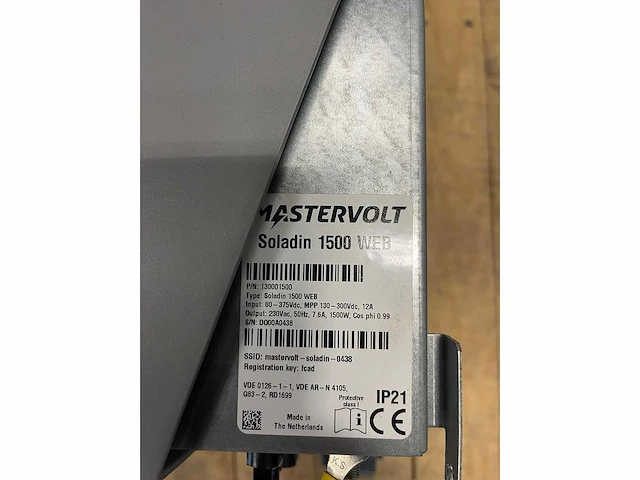 MASTERVOLT
Soladin 1500 WEB
P/N: 130001500
Type: Soladin 1500 WEB
Input: 80-375Vdc, MPP 130-300Vdc, 12A
Output: 230Vac, 50Hz, 7.6A, 1500W, Cos phi 0.99
S/N: DO00A0438
SSID: mastervolt-soladin-0438
Registration key: fcad
VDE 0126-1-1, VDE AR-N 4105,
G83-2, RD1699
Protective
class I
IP21
Made in
The Netherlands
i
CE
KS